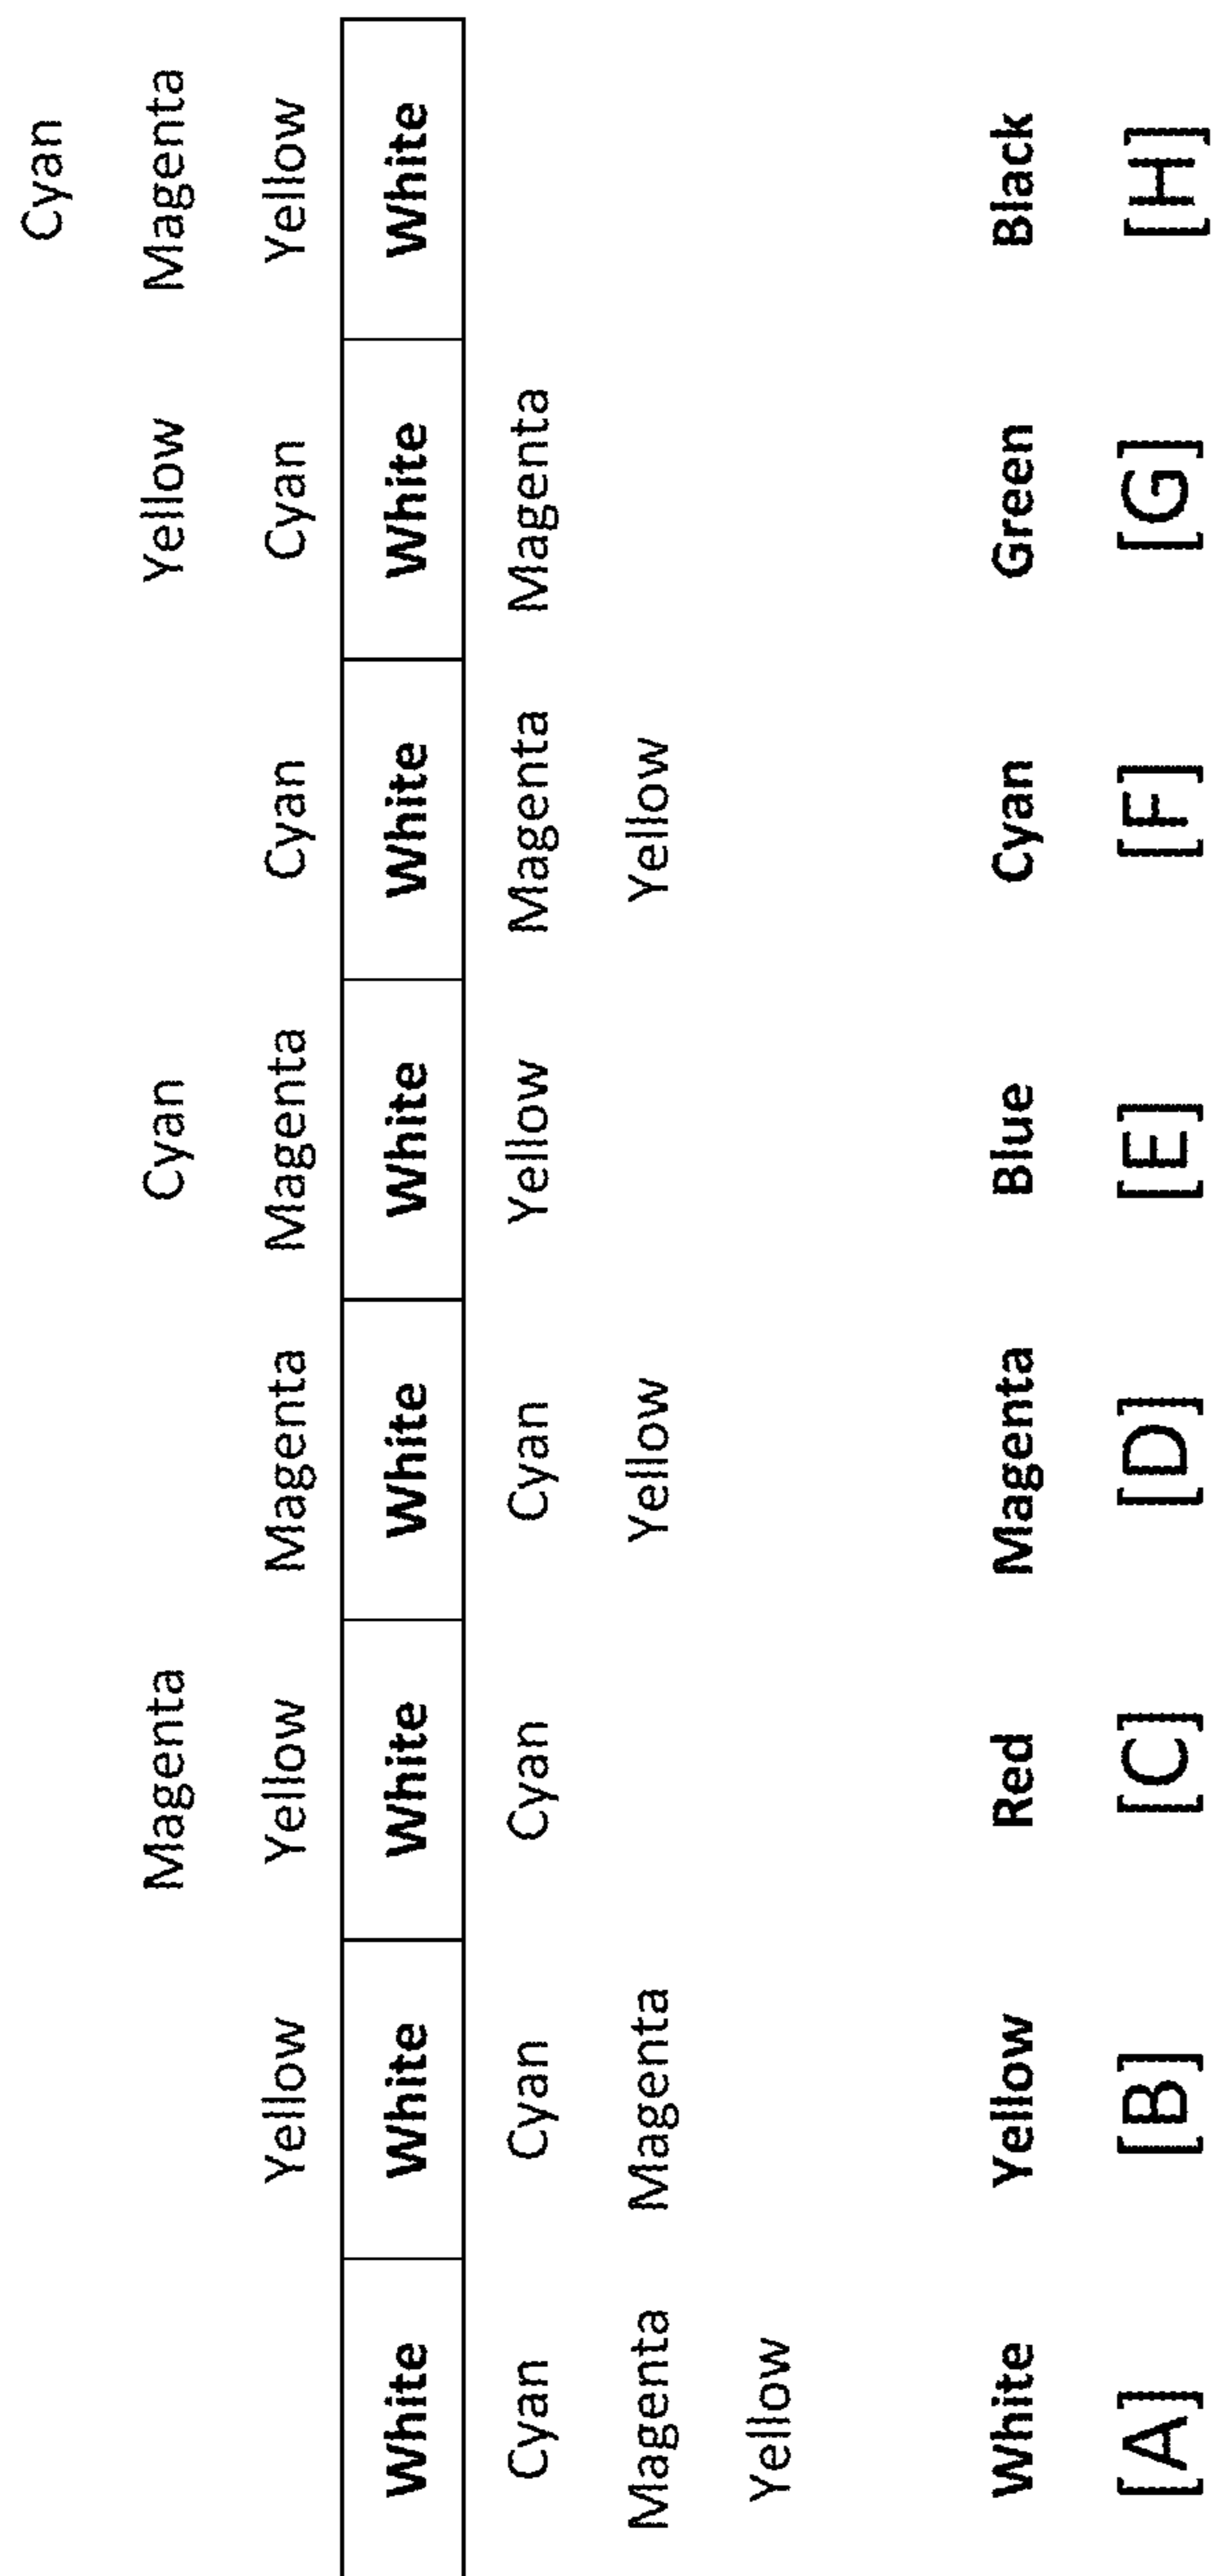 Cyan
Magenta Cyan Yellow Magenta
Yellow Yellow Magenta Magenta Cyan Cyan Yellow
White White White White White White White White
Cyan Cyan Cyan Cyan Yellow Magenta Magenta
Magenta Magenta Yellow Yellow
Yellow
White Yellow Red Magenta Blue Cyan Green Black
[A] [B] [C] [D] [E] [F] [G] [H]